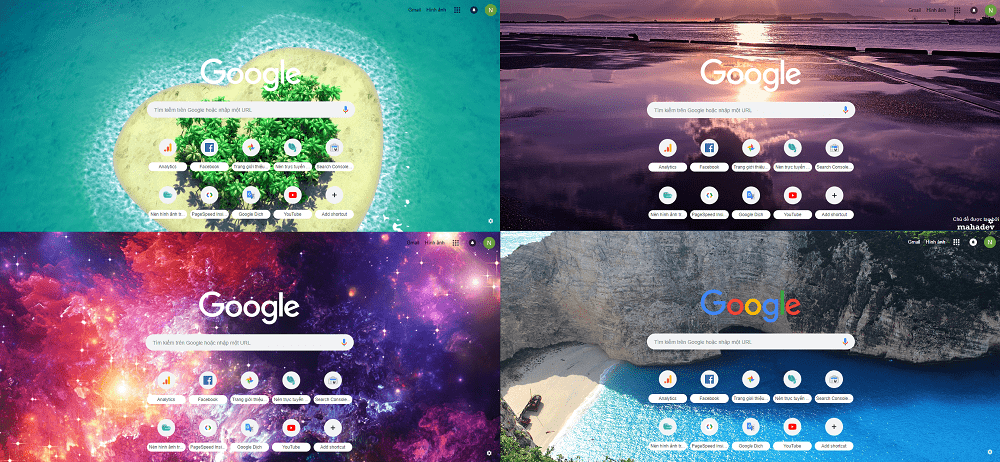 Gmail Hình ảnh N
Google
Tìm kiếm trên Google hoặc nhập một URL
Analytics Facebook Trang giới thiệu... Nén trực tuyến... Search Console...
Nén hình ảnh tr... PageSpeed Insi... Google Dịch YouTube Add shortcut
Gmail Hình ảnh N
Google
Tìm kiếm trên Google hoặc nhập một URL
Analytics Facebook Trang giới thiệu... Nén trực tuyến... Search Console...
Nén hình ảnh tr... PageSpeed Insi... Google Dịch YouTube Add shortcut
Chủ đề được tạo bởi
mahadev
Gmail Hình ảnh N
Google
Tìm kiếm trên Google hoặc nhập một URL
Analytics Facebook Trang giới thiệu... Nén trực tuyến... Search Console...
Nén hình ảnh tr... PageSpeed Insi... Google Dịch YouTube Add shortcut
Gmail Hình ảnh N
Google
Tìm kiếm trên Google hoặc nhập một URL
Analytics Facebook Trang giới thiệu... Nén trực tuyến... Search Console...
Nén hình ảnh tr... PageSpeed Insi... Google Dịch YouTube Add shortcut